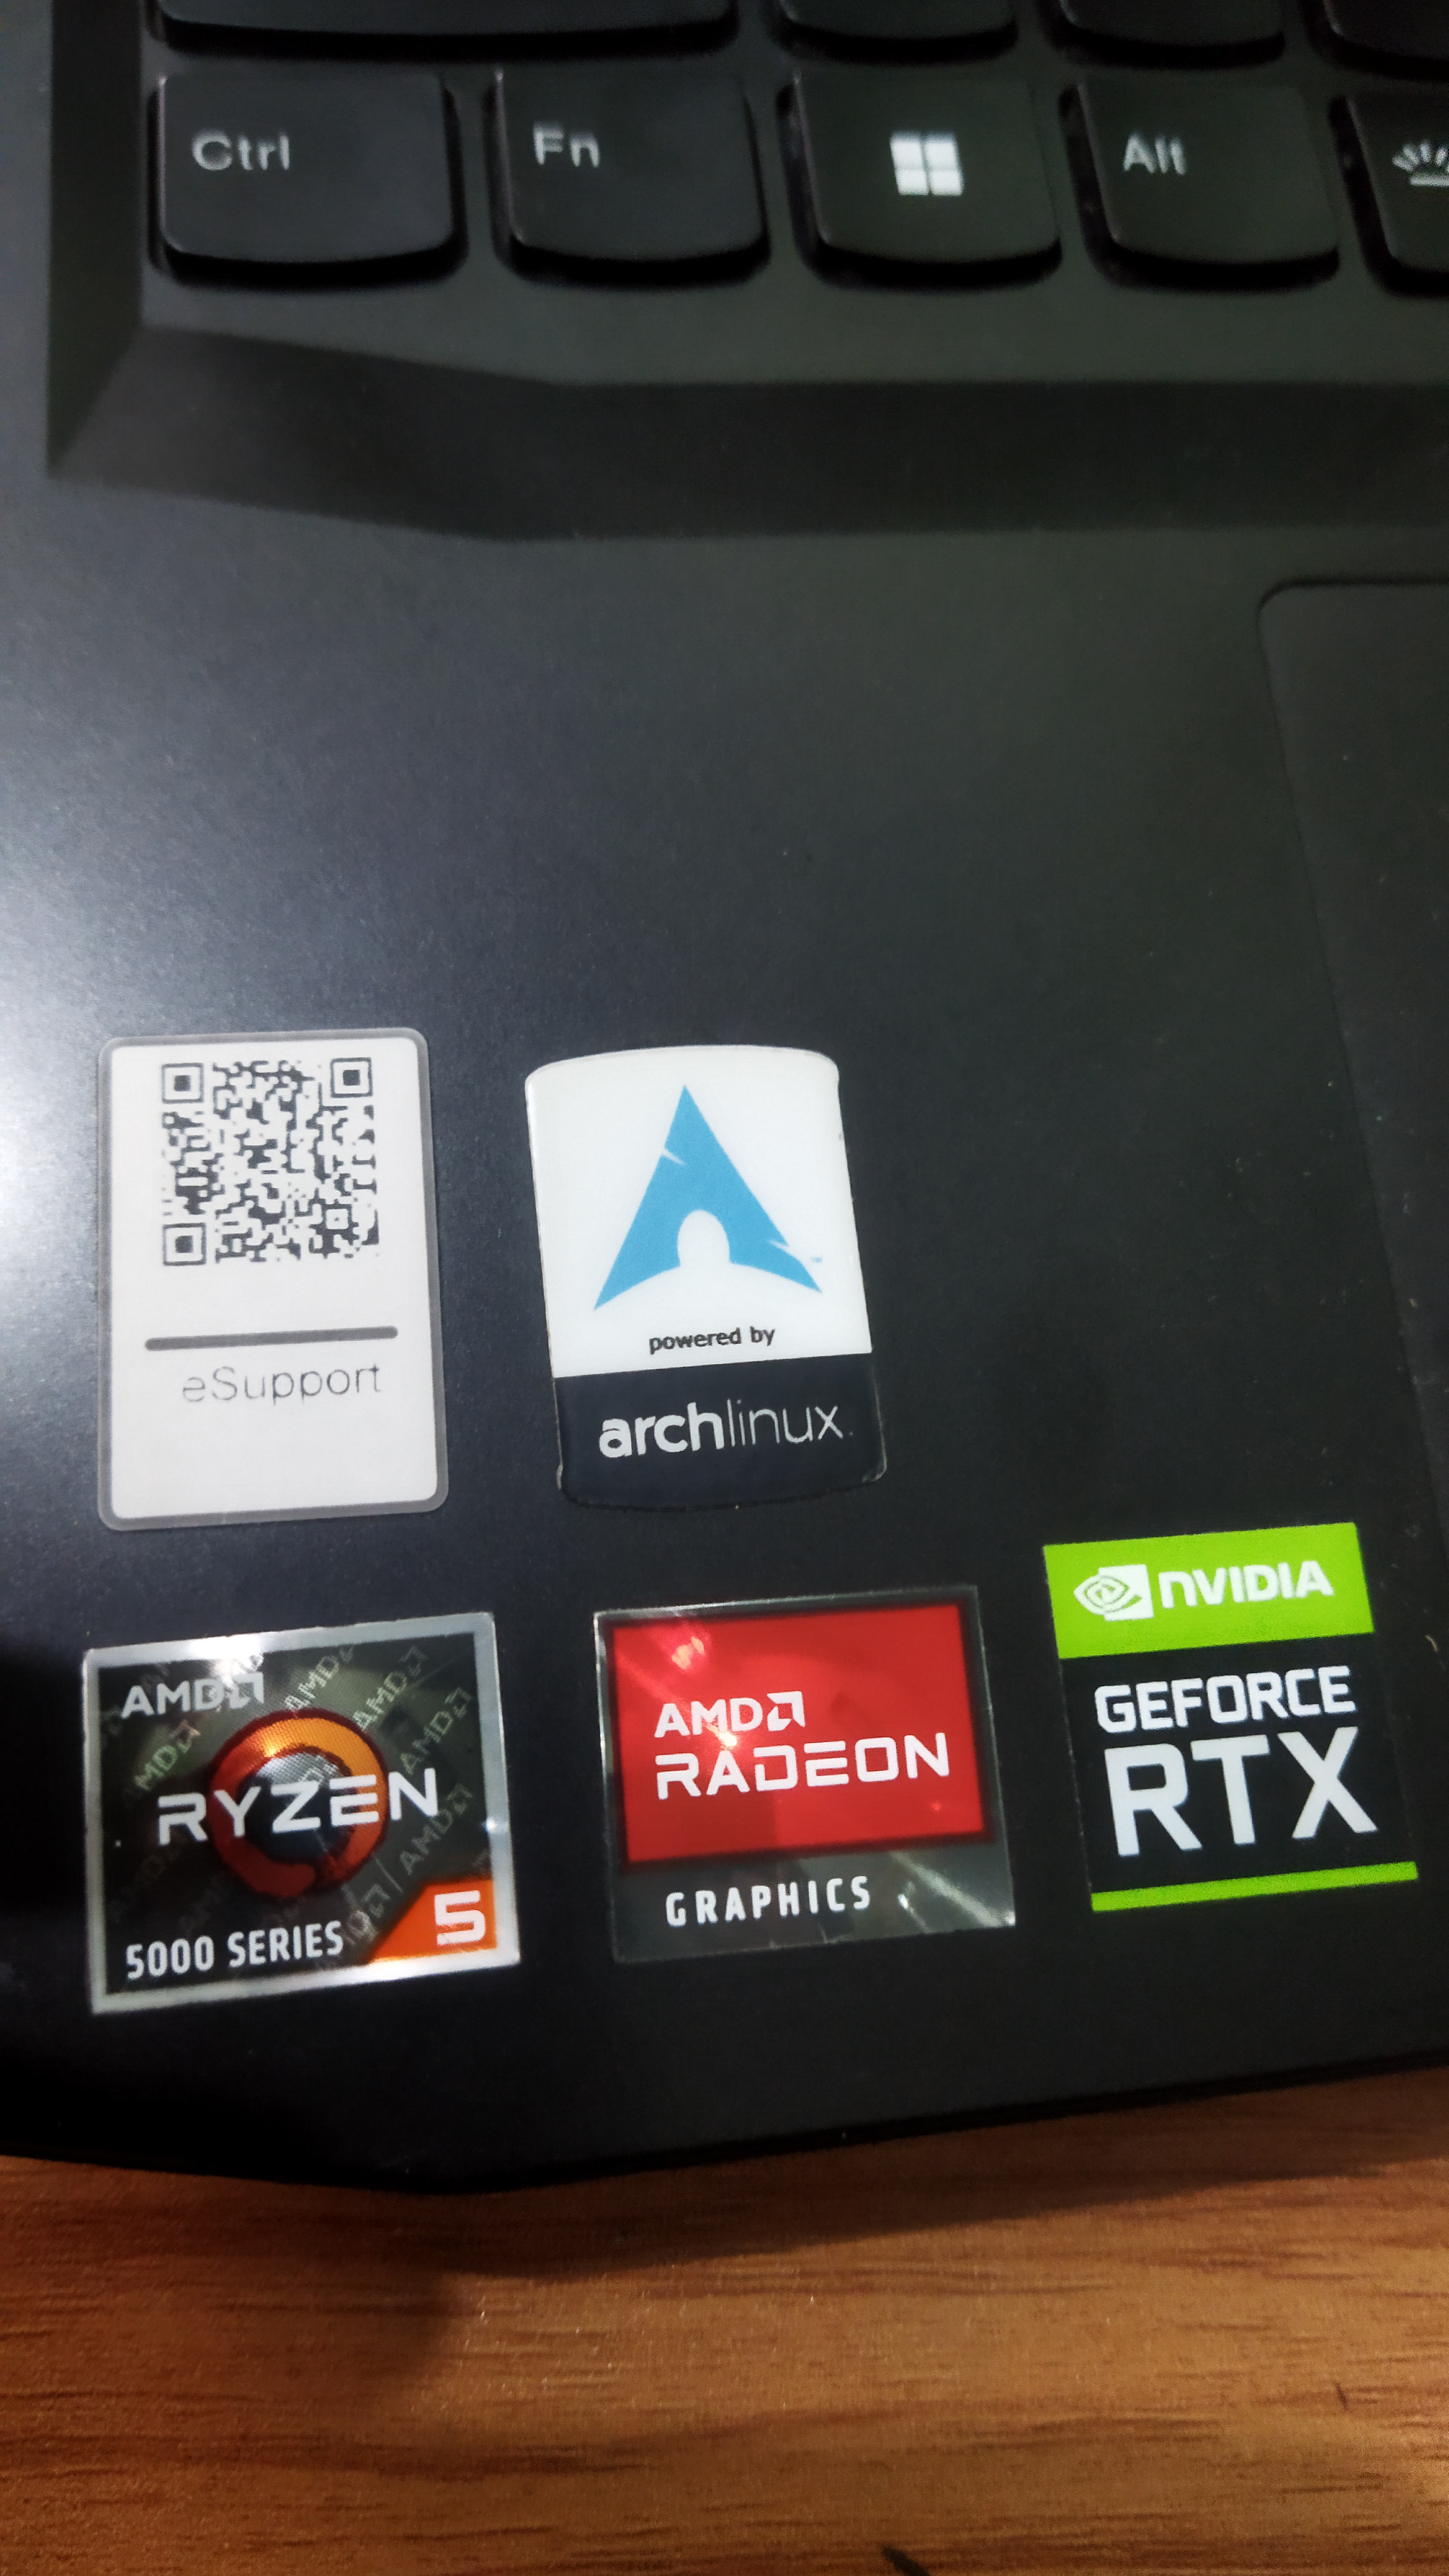 Ctrl
Fn
Alt
eSupport
powered by
archlinux
AMD
RYZEN
5000 SERIES
5
AMD
RADEON
GRAPHICS
NVIDIA
GEFORCE
RTX